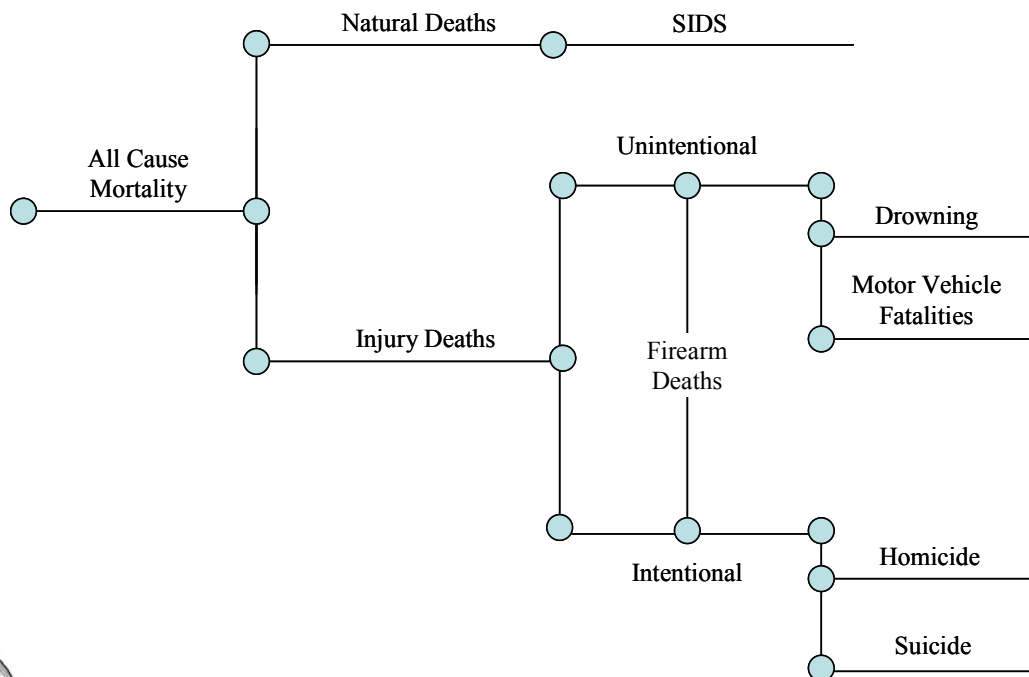 Natural Deaths
SIDS
All Cause
Mortality
Unintentional
Drowning
Motor Vehicle
Fatalities
Injury Deaths
Firearm
Deaths
Intentional
Homicide
Suicide